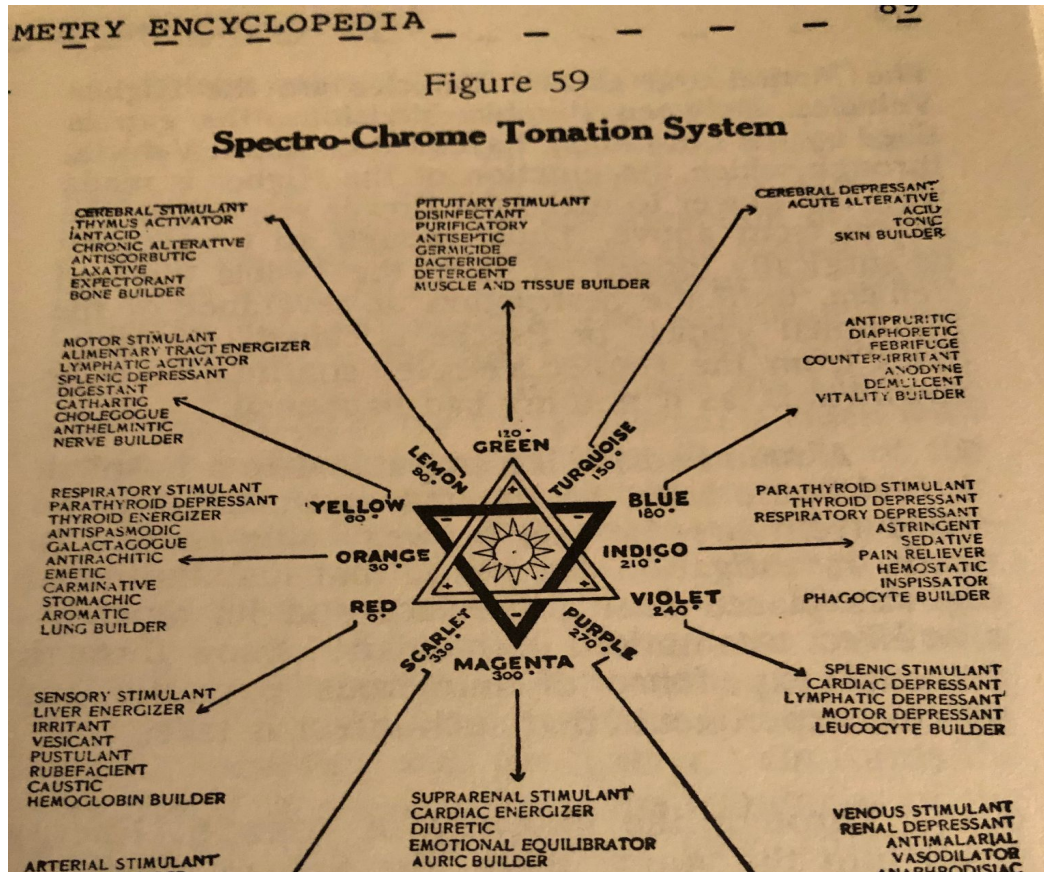 METRY ENCYCLOPEDIA
Figure 59
Spectro-Chrome Tonation System
CEREBRAL STIMULANT
THYMUS ACTIVATOR
ANTACID
CHRONIC ALTERATIVE
ANTISCORBUTIC
LAXATIVE
EXPECTORANT
BONE BUILDER
PITUITARY STIMULANT
DISINFECTANT
PURIFICATORY
ANTISEPTIC
GERMICIDE
BACTERICIDE
DETERGENT
MUSCLE AND TISSUE BUILDER
CEREBRAL DEPRESSANT
ACUTE ALTERATIVE
ACID
TONIC
SKIN BUILDER
MOTOR STIMULANT
ALIMENTARY TRACT ENERGIZER
LYMPHATIC ACTIVATOR
SPLENIC DEPRESSANT
DIGESTANT
CATHARTIC
CHOLEGOGUE
ANTHELMINTIC
NERVE BUILDER
ANTIPRURITIC
DIAPHORETIC
FEBRIFUGE
COUNTER-IRRITANT
ANODYNE
DEMULCENT
VITALITY BUILDER
120°
GREEN
LEMON
90°
TURQUOISE
150°
YELLOW
60°
BLUE
180°
ORANGE
30°
INDIGO
210°
RED
0°
VIOLET
240°
SCARLET
330°
PURPLE
270°
MAGENTA
300°
RESPIRATORY STIMULANT
PARATHYROID DEPRESSANT
THYROID ENERGIZER
ANTISPASMODIC
GALACTAGOGUE
ANTIRACHITIC
EMETIC
CARMINATIVE
STOMACHIC
AROMATIC
LUNG BUILDER
PARATHYROID STIMULANT
THYROID DEPRESSANT
RESPIRATORY DEPRESSANT
ASTRINGENT
SEDATIVE
PAIN RELIEVER
HEMOSTATIC
INSPISSATOR
PHAGOCYTE BUILDER
SENSORY STIMULANT
LIVER ENERGIZER
IRRITANT
VESICANT
PUSTULANT
RUBEFACIENT
CAUSTIC
HEMOGLOBIN BUILDER
SPLENIC STIMULANT
CARDIAC DEPRESSANT
LYMPHATIC DEPRESSANT
MOTOR DEPRESSANT
LEUCOCYTE BUILDER
SUPRARENAL STIMULANT
CARDIAC ENERGIZER
DIURETIC
EMOTIONAL EQUILIBRATOR
AURIC BUILDER
ARTERIAL STIMULANT
VENOUS STIMULANT
RENAL DEPRESSANT
ANTIMALARIAL
VASODILATOR
ANAPHRODISIAC